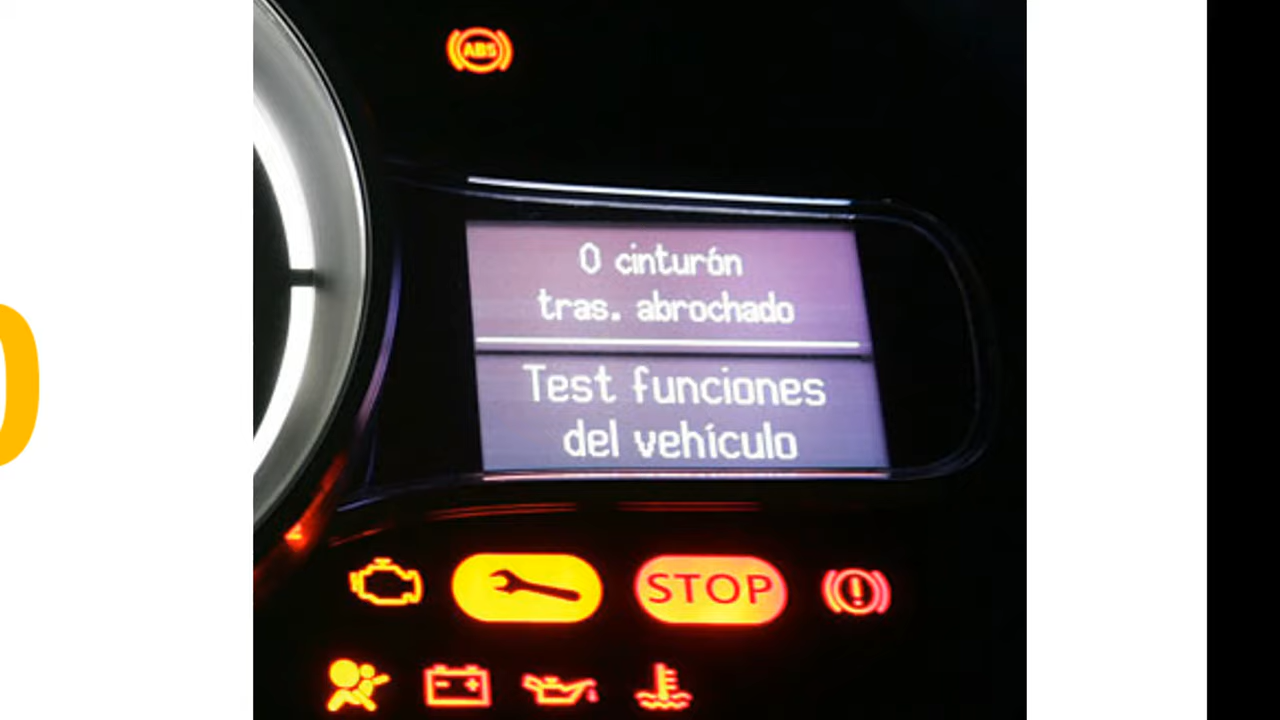 ABS
0 cinturón
tras. abrochado
Test funciones
del vehículo
STOP